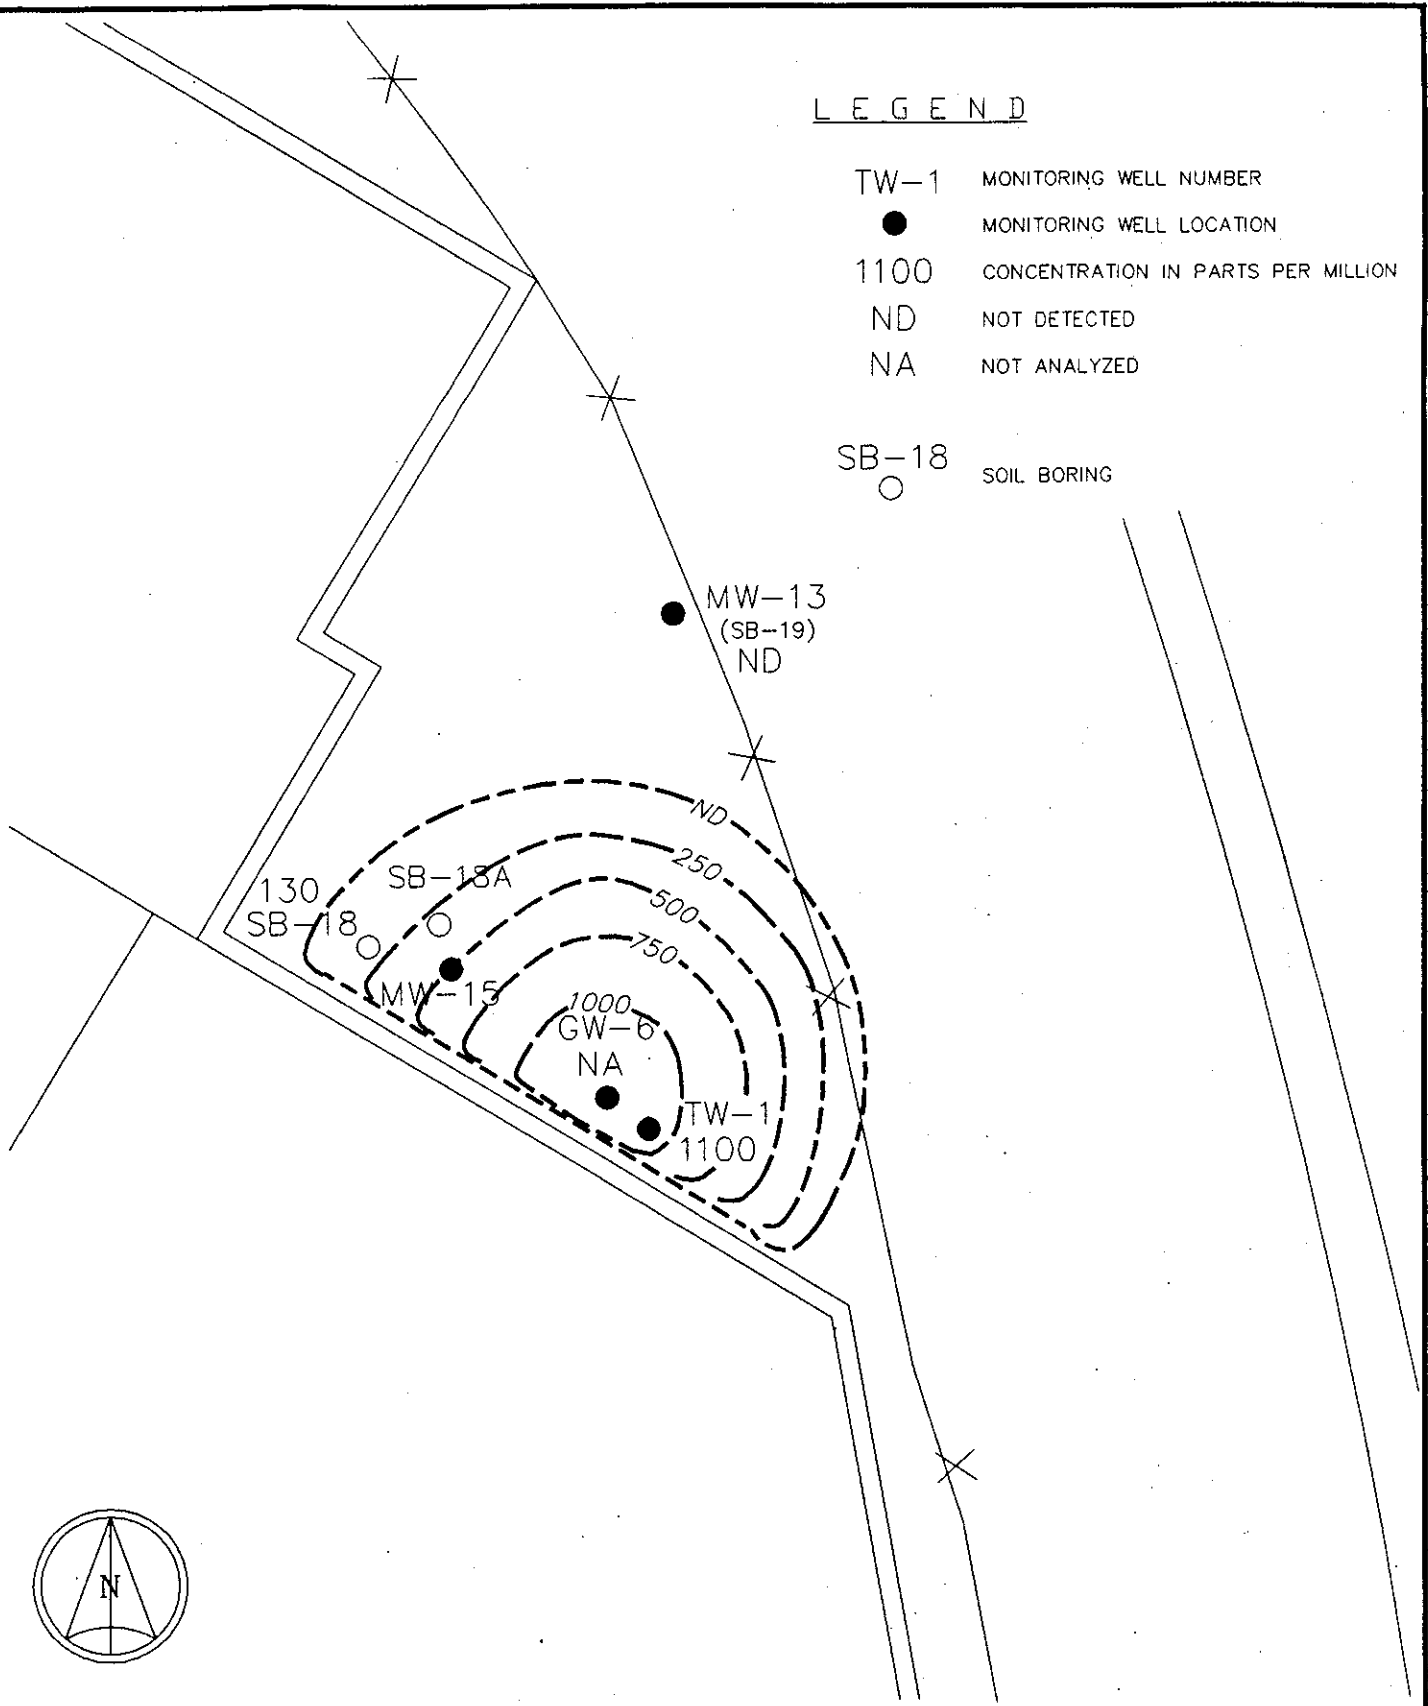 LEGEND
TW-1 MONITORING WELL NUMBER
MONITORING WELL LOCATION
1100 CONCENTRATION IN PARTS PER MILLION
ND NOT DETECTED
NA NOT ANALYZED
SB-18 SOIL BORING
MW-13
(SB-19)
ND
ND
250
500
750
1000
SB-18A
130
SB-18
MW-15
GW-6
NA
TW-1
1100
N